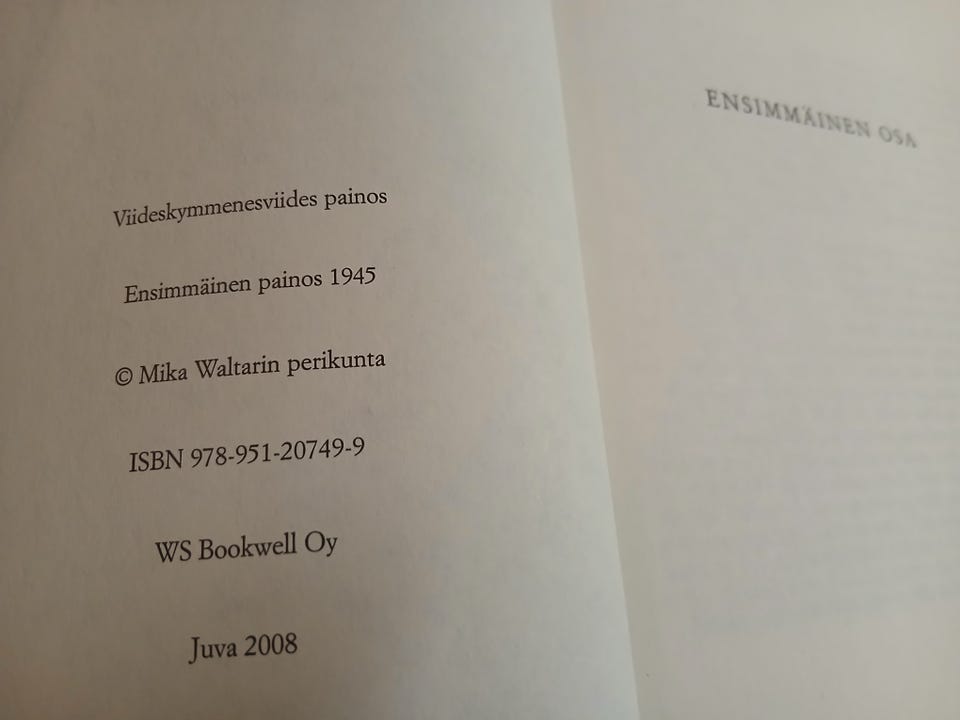 Viideskymmenesviides painos
Ensimmäinen painos 1945
© Mika Waltarin perikunta
ISBN 978-951-20749-9
WS Bookwell Oy
Juva 2008
ENSIMMÄINEN OSA